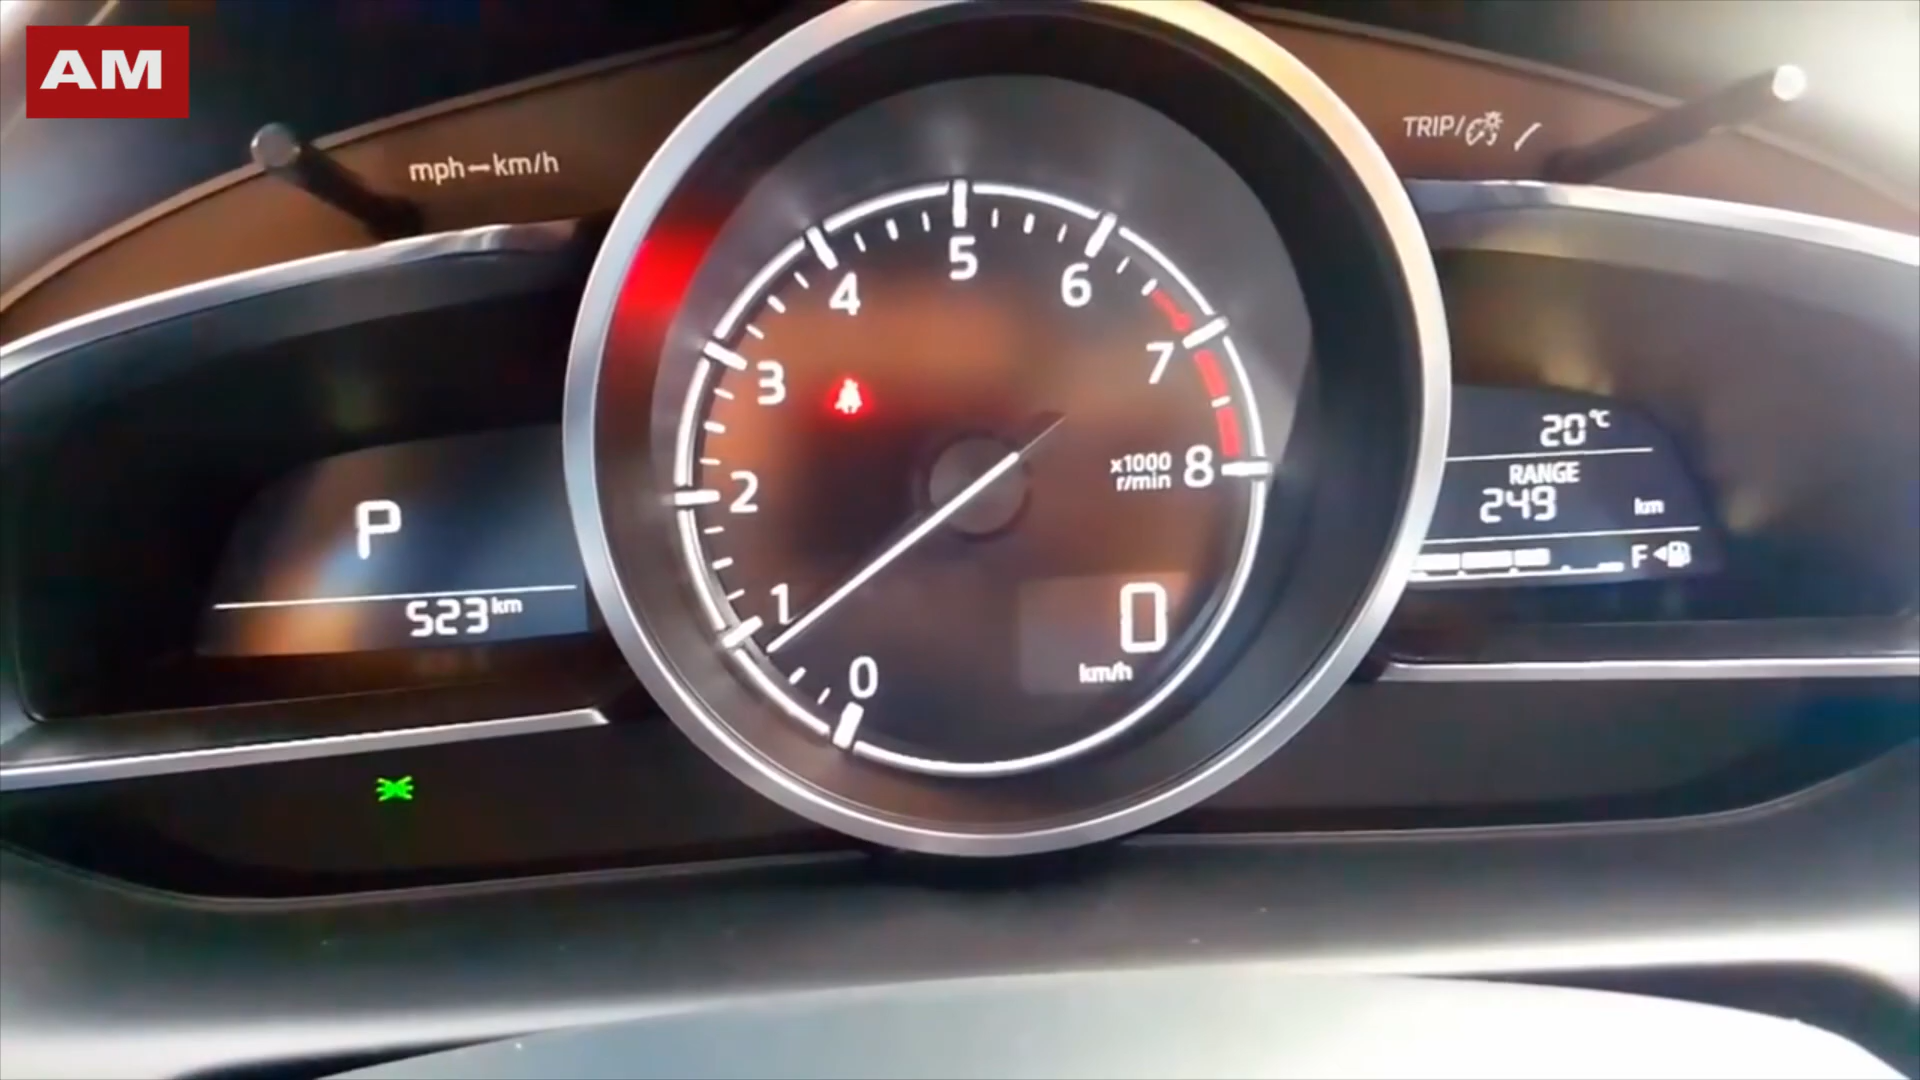 AM
mph–km/h
TRIP/
5
4
6
3
7
2
x1000
r/min
8
1
0
0
km/h
P
523 km
20°C
RANGE
249 km
F